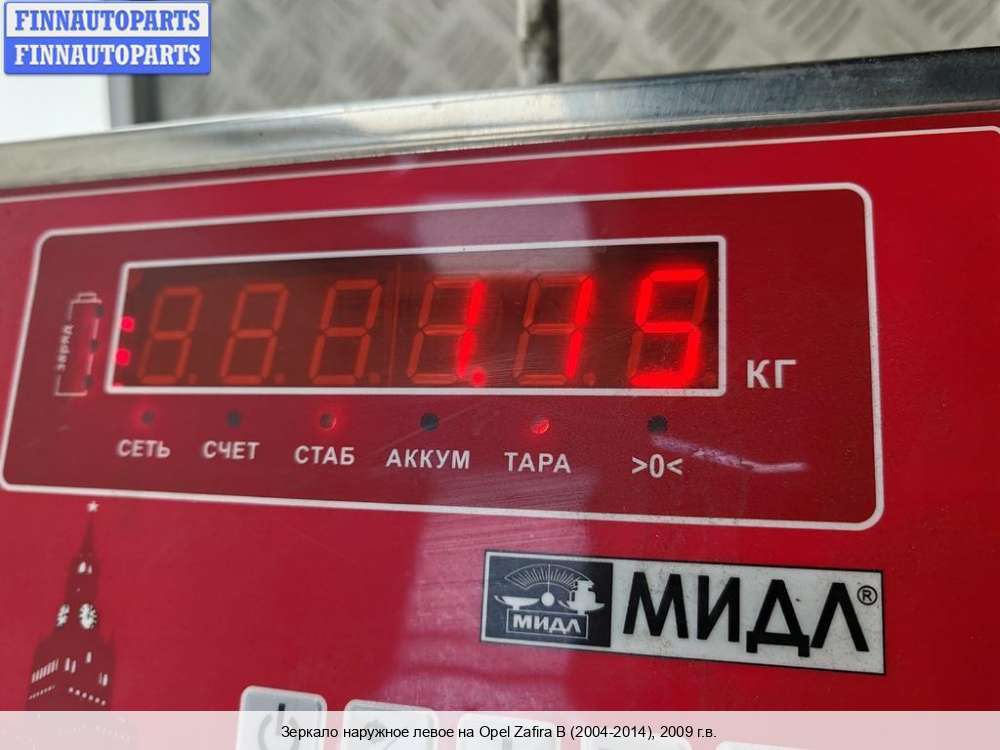 FINNAUTOPARTS
FINNAUTOPARTS
1.15
КГ
заряд
СЕТЬ СЧЕТ СТАБ АККУМ ТАРА >0<
МИДЛ МИДЛ®
Зеркало наружное левое на Opel Zafira B (2004-2014), 2009 г.в.